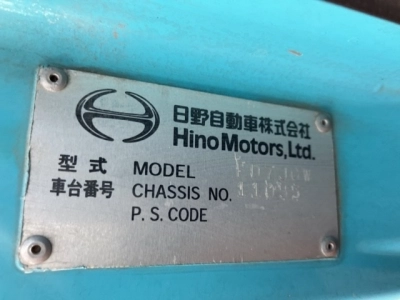 日野自動車株式会社
Hino Motors, Ltd.
型式 MODEL
車台番号 CHASSIS NO.
P. S. CODE